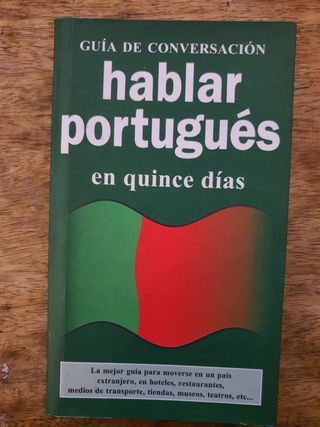 GUÍA DE CONVERSACIÓN
hablar
portugués
en quince días
La mejor guía para moverse en un país
extranjero, en hoteles, restaurantes,
medios de transporte, tiendas, museos, teatros, etc...